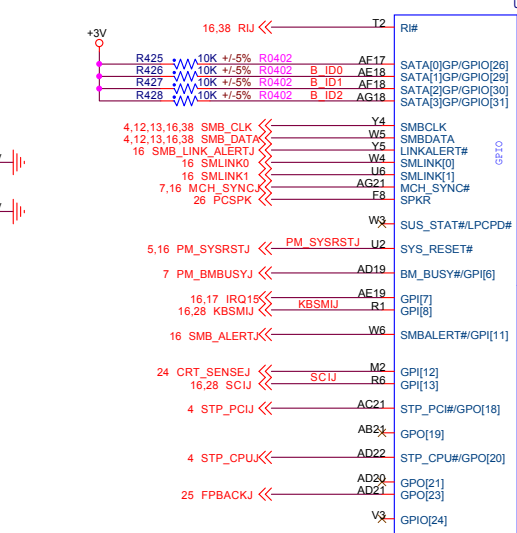 U
16,38 RIJ T2 RI#
+3V
R425 10K +/-5% R0402 AF17 SATA[0]GP/GPIO[26]
R426 10K +/-5% R0402 B_ID0 AE18 SATA[1]GP/GPIO[29]
R427 10K +/-5% R0402 B_ID1 AF18 SATA[2]GP/GPIO[30]
R428 10K +/-5% R0402 B_ID2 AG18 SATA[3]GP/GPIO[31]
4,12,13,16,38 SMB_CLK Y4 SMBCLK
4,12,13,16,38 SMB_DATA W5 SMBDATA
16 SMB_LINK_ALERTJ Y5 LINKALERT#
16 SMLINK0 W4 SMLINK[0]
16 SMLINK1 U6 SMLINK[1]
7,16 MCH_SYNCJ AG21 MCH_SYNC#
26 PCSPK F8 SPKR
GPIO
W3 SUS_STAT#/LPCPD#
5,16 PM_SYSRSTJ PM_SYSRSTJ U2 SYS_RESET#
7 PM_BMBUSYJ AD19 BM_BUSY#/GPI[6]
16,17 IRQ15 AE19 GPI[7]
16,28 KBSMIJ KBSMIJ R1 GPI[8]
16 SMB_ALERTJ W6 SMBALERT#/GPI[11]
24 CRT_SENSEJ M2 GPI[12]
16,28 SCIJ SCIJ R6 GPI[13]
4 STP_PCIJ AC21 STP_PCI#/GPO[18]
AB21 GPO[19]
4 STP_CPUJ AD22 STP_CPU#/GPO[20]
AD20 GPO[21]
25 FPBACKJ AD21 GPO[23]
V3 GPIO[24]